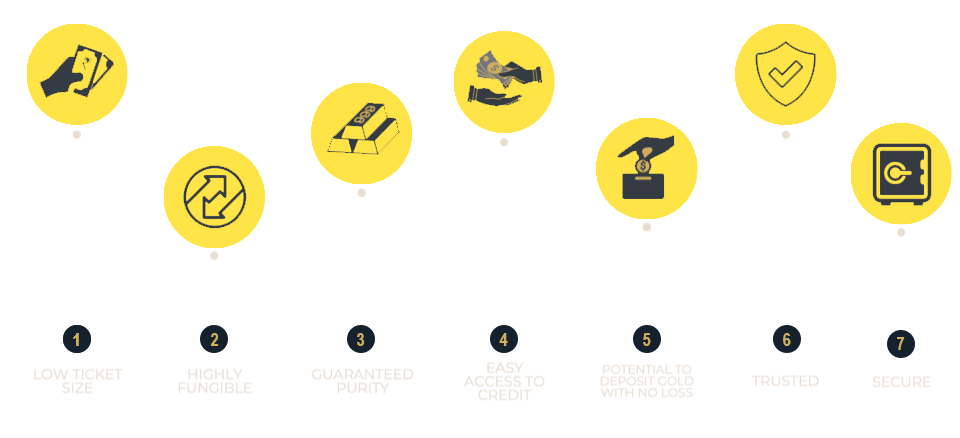 1
LOW TICKET
SIZE
2
HIGHLY
FUNGIBLE
3
GUARANTEED
PURITY
4
EASY
ACCESS TO
CREDIT
5
POTENTIAL TO
DEPOSIT GOLD
WITH NO LOSS
6
TRUSTED
7
SECURE